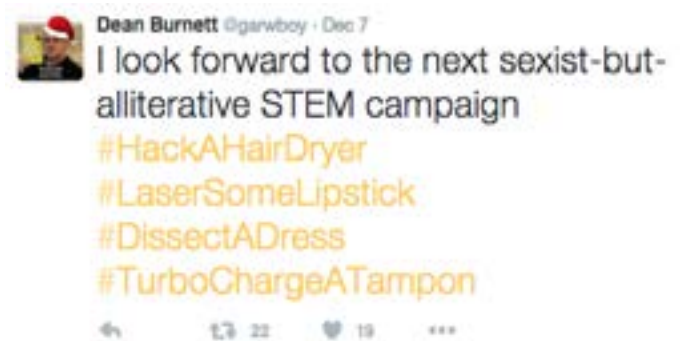 Dean Burnett @garwboy · Dec 7
I look forward to the next sexist-but-
alliterative STEM campaign
#HackAHairDryer
#LaserSomeLipstick
#DissectADress
#TurboChargeATampon
22 19